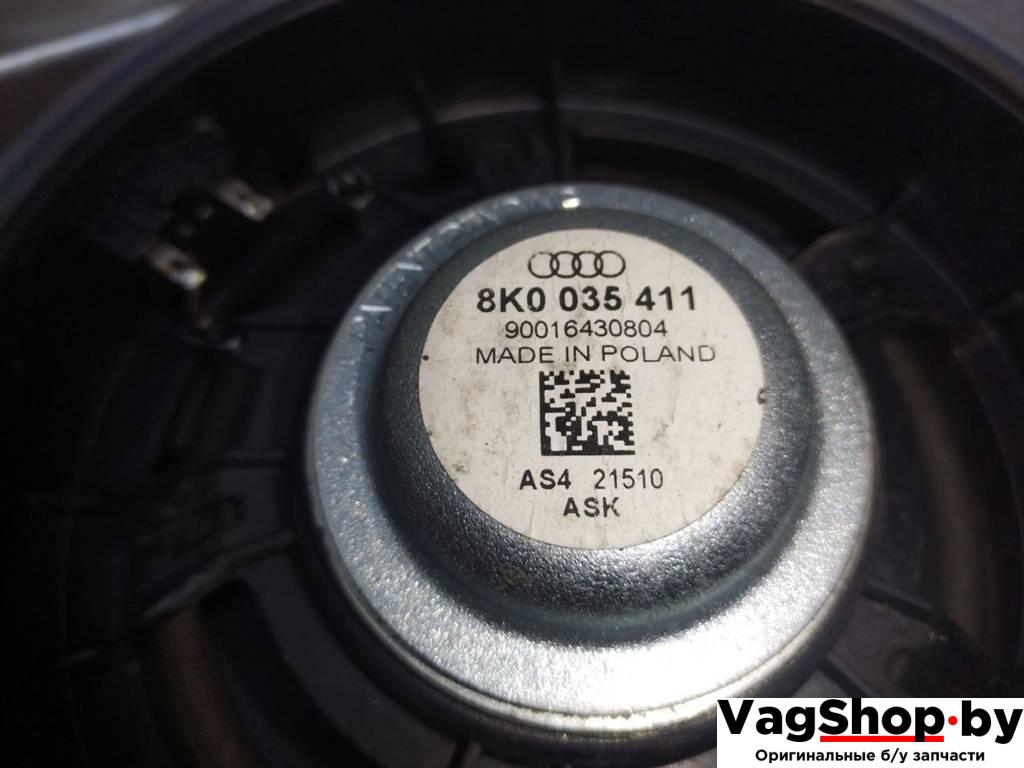 8K0 035 411
90016430804
MADE IN POLAND
AS4 21510
ASK
VagShop.by
Оригинальные б/у запчасти